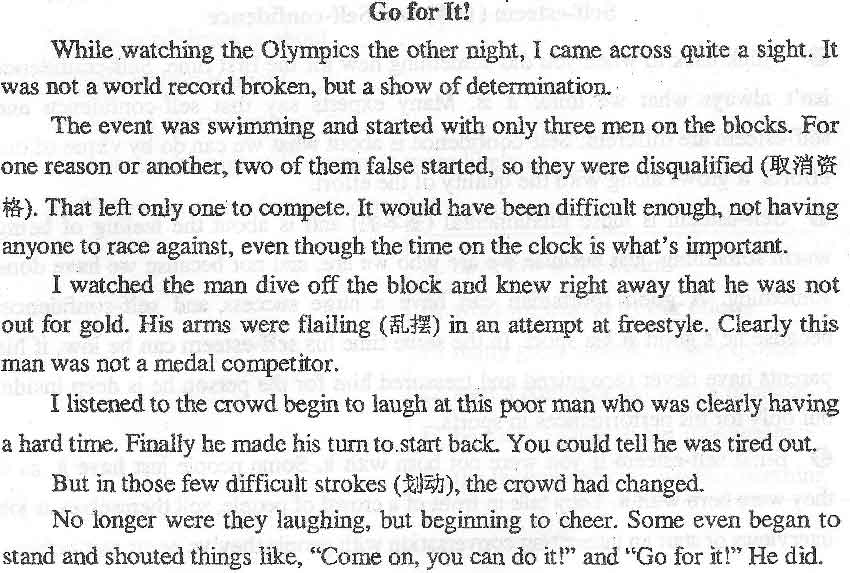 Go for It!
While watching the Olympics the other night, I came across quite a sight. It
was not a world record broken, but a show of determination.
The event was swimming and started with only three men on the blocks. For
one reason or another, two of them false started, so they were disqualified (取消资
格). That left only one to compete. It would have been difficult enough, not having
anyone to race against, even though the time on the clock is what's important.
I watched the man dive off the block and knew right away that he was not
out for gold. His arms were flailing (乱摆) in an attempt at freestyle. Clearly this
man was not a medal competitor.
I listened to the crowd begin to laugh at this poor man who was clearly having
a hard time. Finally he made his turn to start back. You could tell he was tired out.
But in those few difficult strokes (划动), the crowd had changed.
No longer were they laughing, but beginning to cheer. Some even began to
stand and shouted things like, “Come on, you can do it!” and “Go for it!” He did.